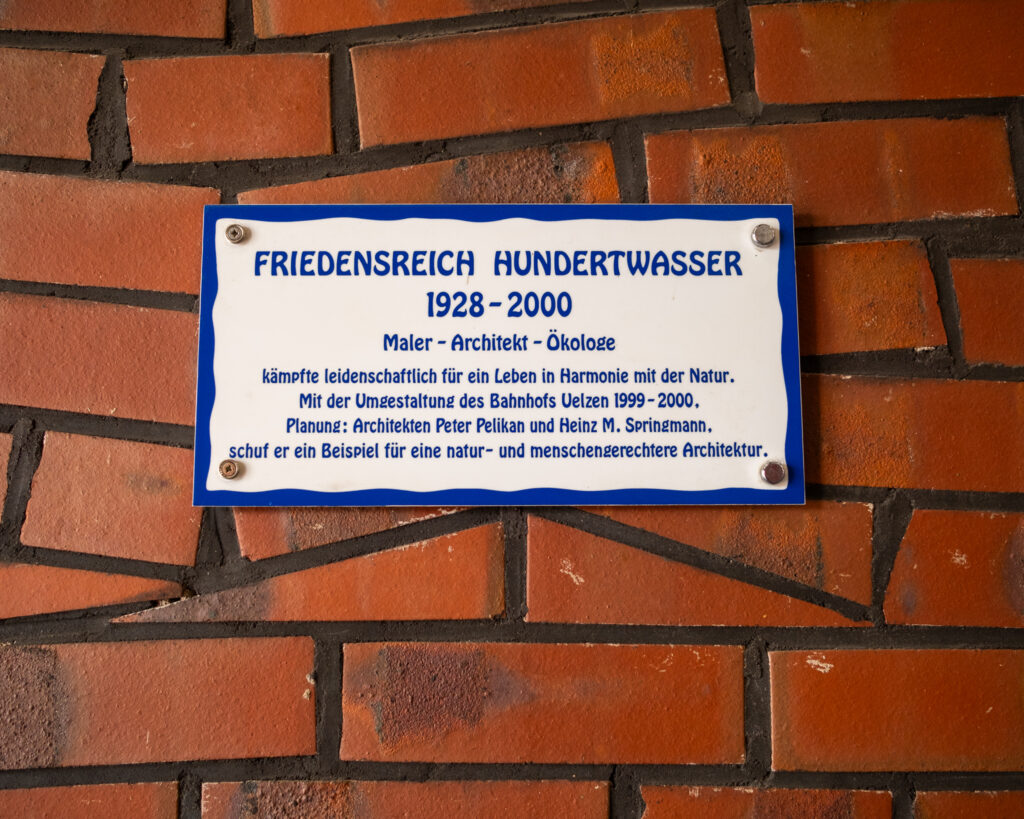 FRIEDENSREICH HUNDERTWASSER
1928-2000
Maler - Architekt - Ökologe
kämpfte leidenschaftlich für ein Leben in Harmonie mit der Natur.
Mit der Umgestaltung des Bahnhofs Uelzen 1999-2000,
Planung: Architekten Peter Pelikan und Heinz M. Springmann,
schuf er ein Beispiel für eine natur- und menschengerechtere Architektur.